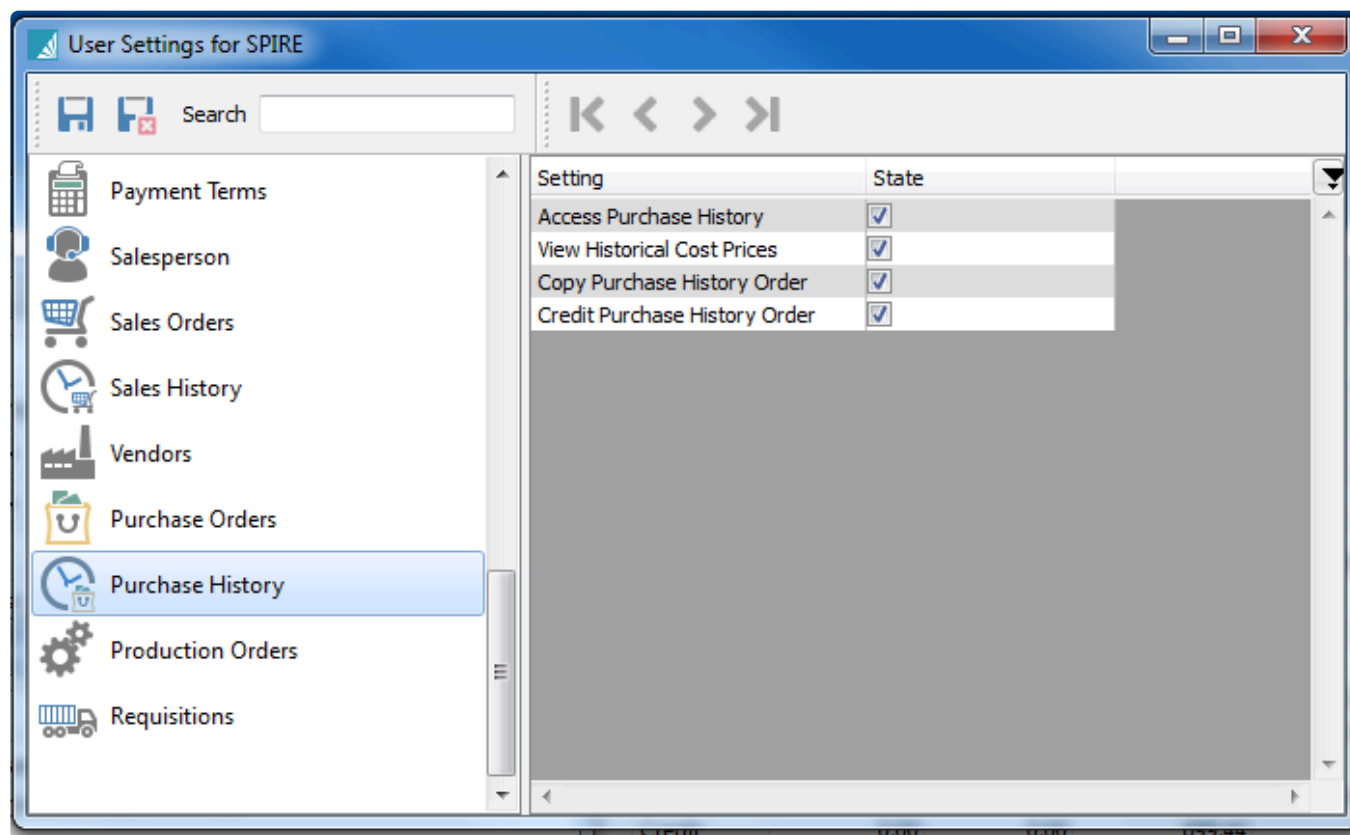 User Settings for SPIRE
Search
Payment Terms
Salesperson
Sales Orders
Sales History
Vendors
Purchase Orders
Purchase History
Production Orders
Requisitions
Setting State
Access Purchase History
View Historical Cost Prices
Copy Purchase History Order
Credit Purchase History Order